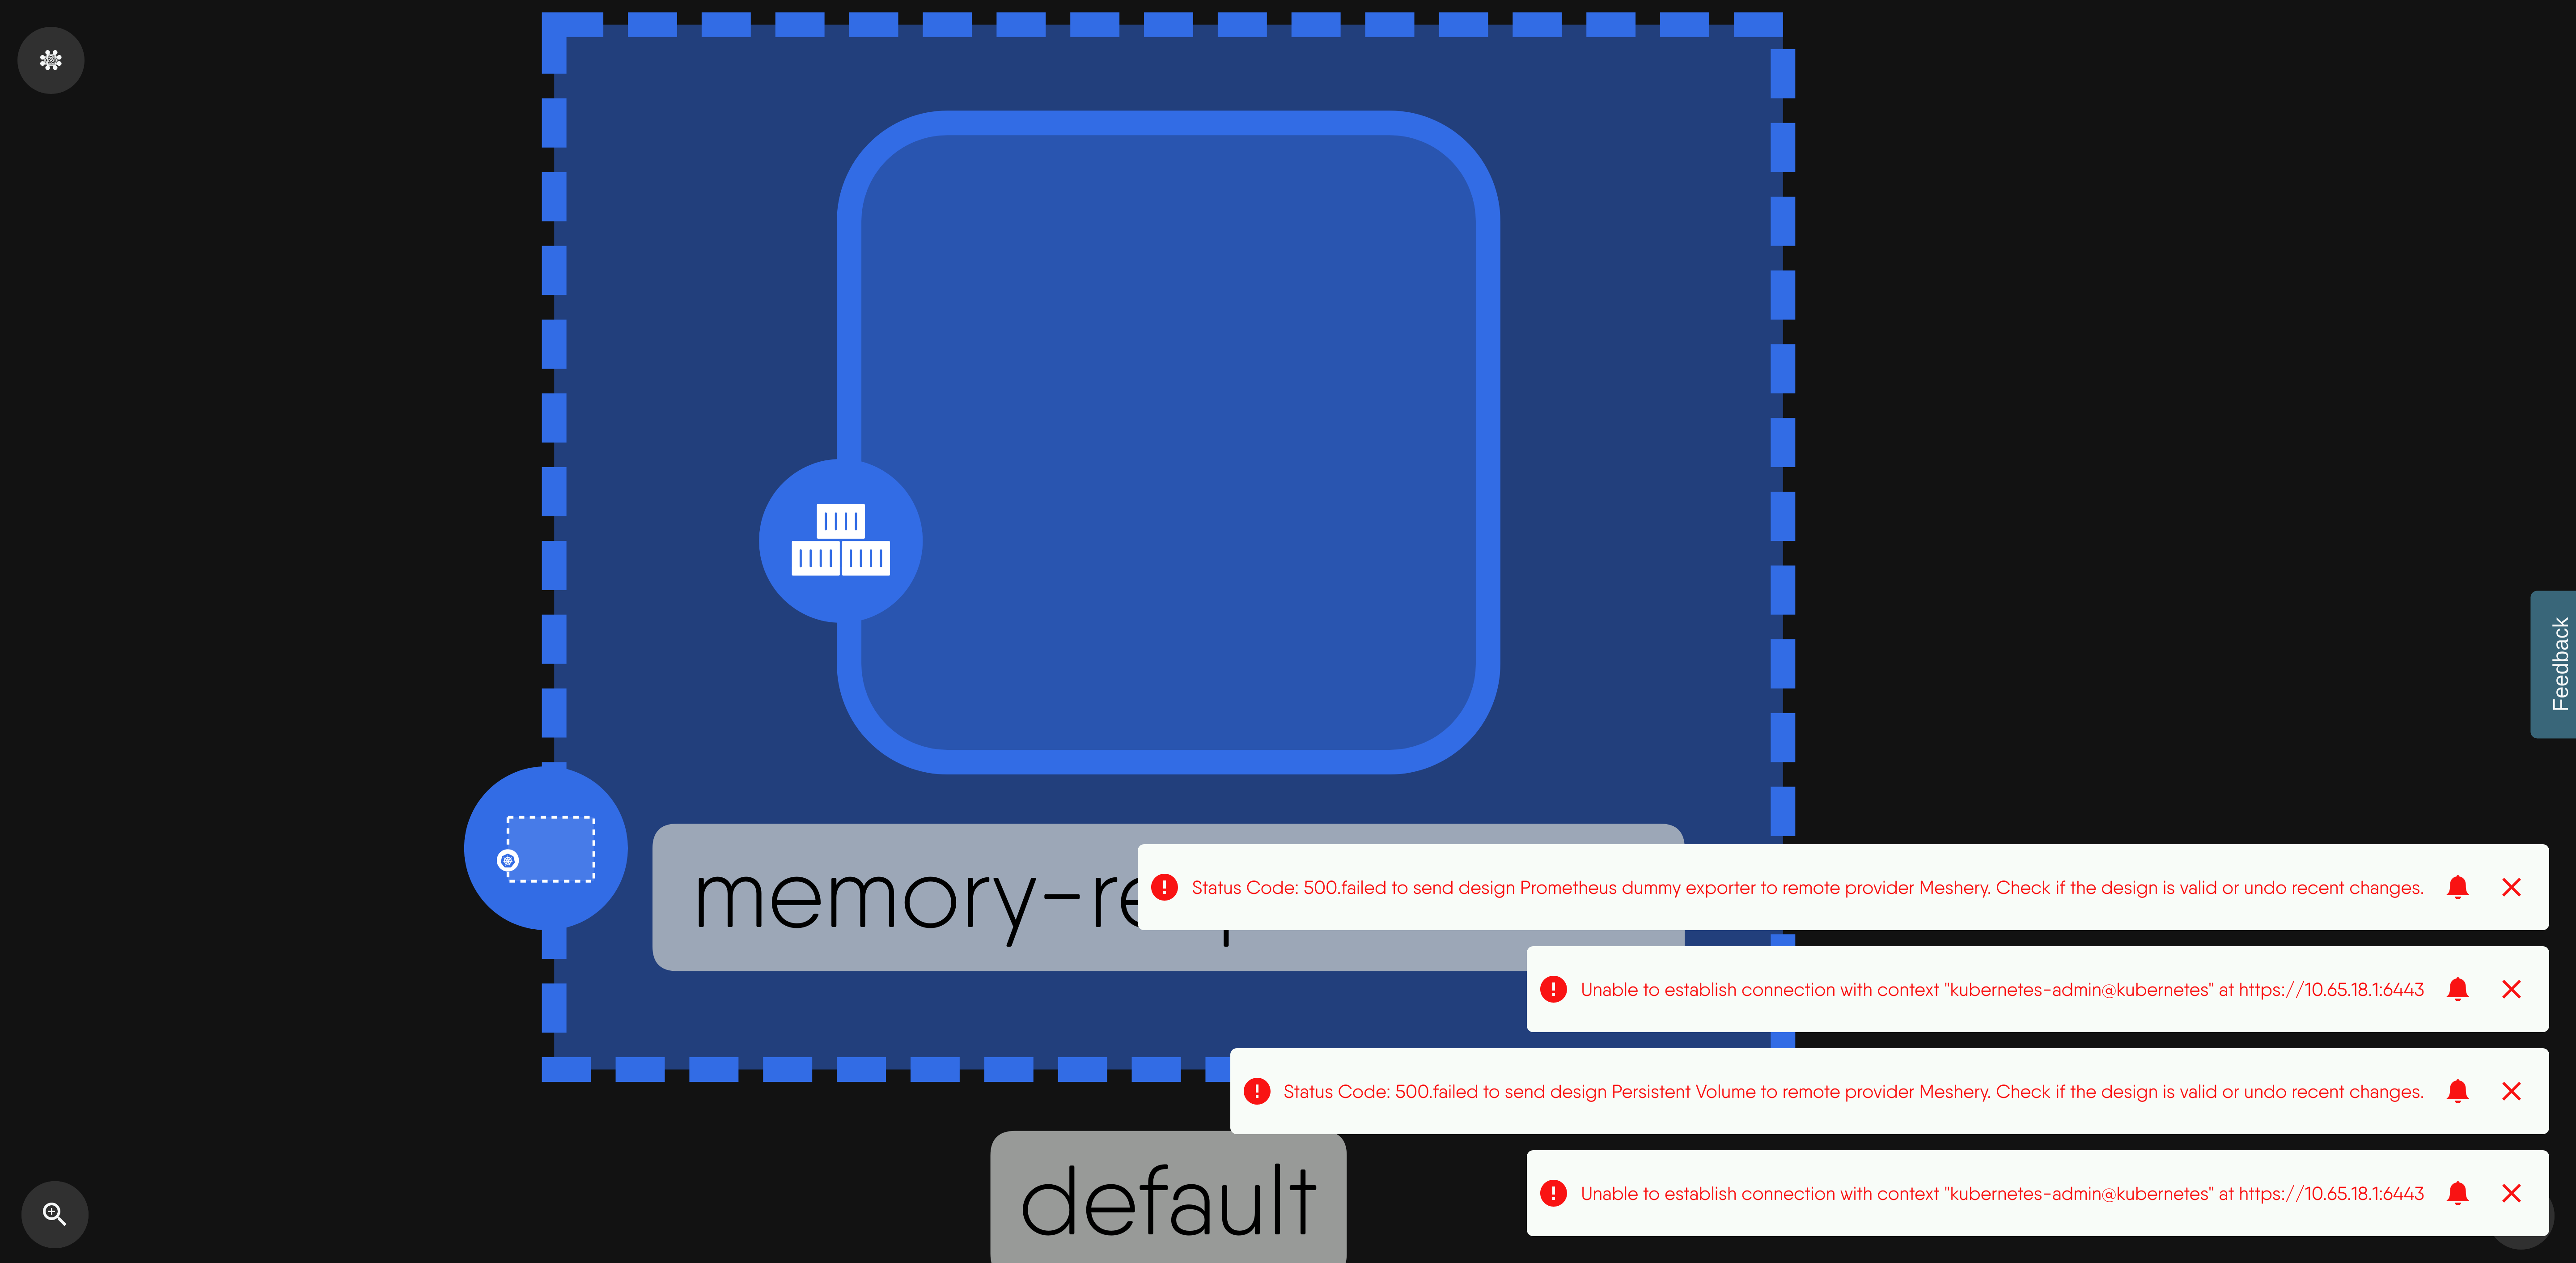 Feedback
Status Code: 500.failed to send design Prometheus dummy exporter to remote provider Meshery. Check if the design is valid or undo recent changes.
Unable to establish connection with context "kubernetes-admin@kubernetes" at https://10.65.18.1:6443
Status Code: 500.failed to send design Persistent Volume to remote provider Meshery. Check if the design is valid or undo recent changes.
default
Unable to establish connection with context "kubernetes-admin@kubernetes" at https://10.65.18.1:6443